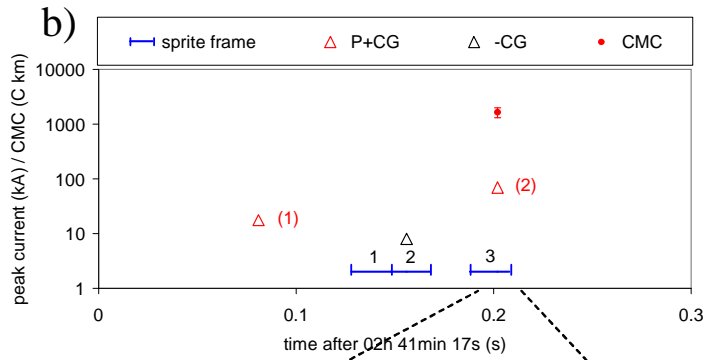 b)
sprite frame P+CG -CG CMC
peak current (kA) / CMC (C km)
10000
1000
100
10
1
(1)
(2)
1 2 3
0 0.1 0.2 0.3
time after 02h 41min 17s (s)